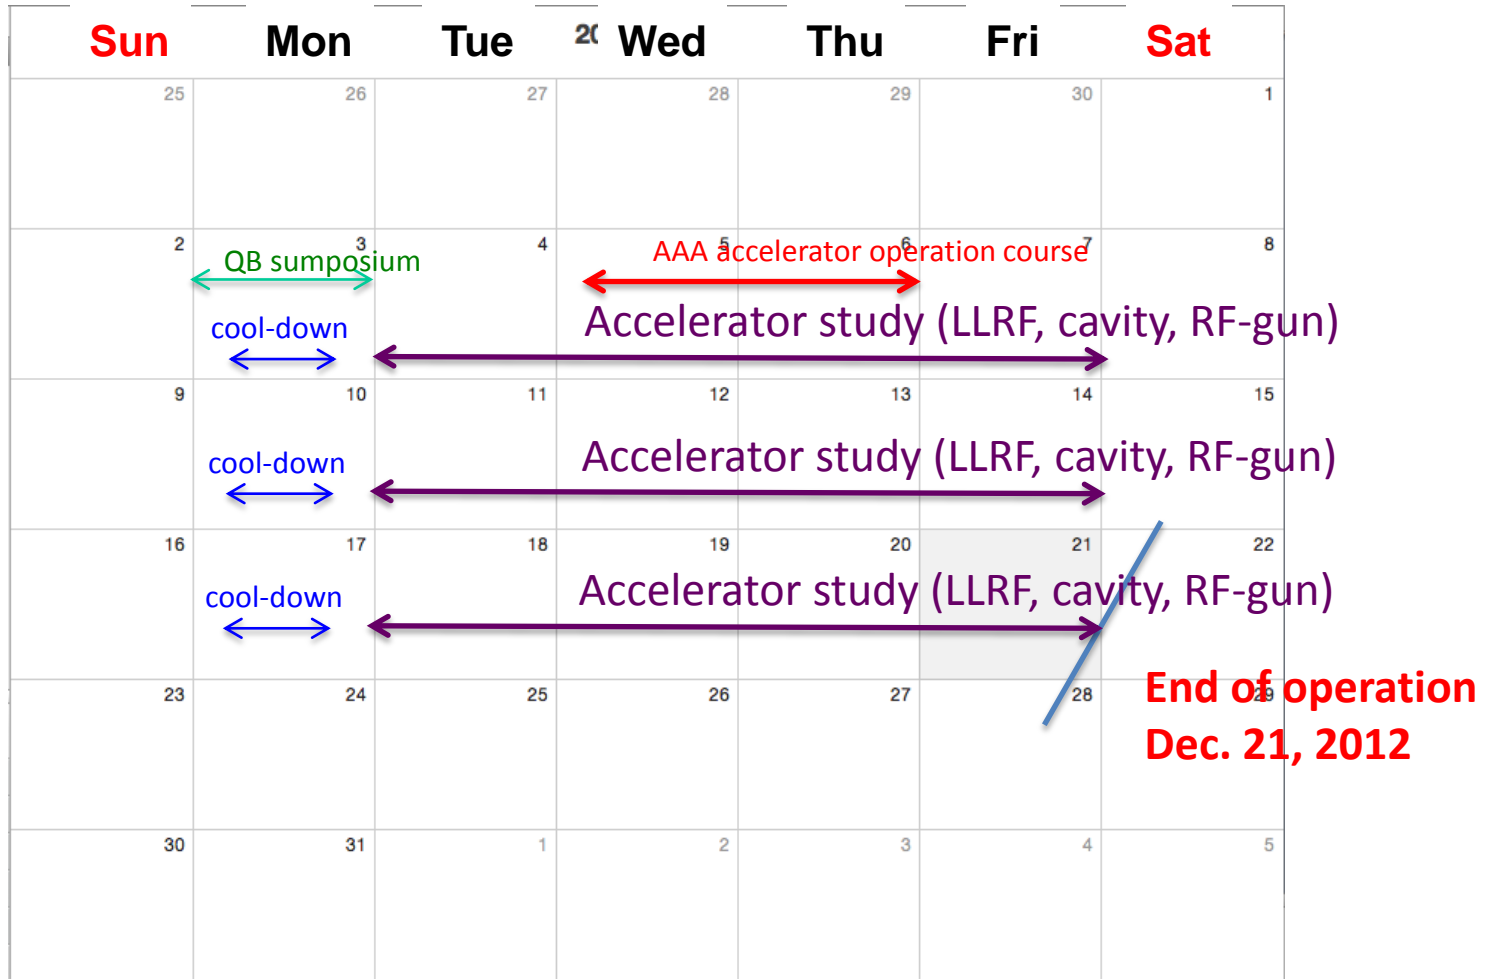 Sun Mon Tue 20 Wed Thu Fri Sat
25 26 27 28 29 30 1
2 3 4 5 6 7 8
QB sumposium AAA accelerator operation course
cool-down Accelerator study (LLRF, cavity, RF-gun)
9 10 11 12 13 14 15
cool-down Accelerator study (LLRF, cavity, RF-gun)
16 17 18 19 20 21 22
cool-down Accelerator study (LLRF, cavity, RF-gun)
23 24 25 26 27 28 29
End of operation
Dec. 21, 2012
30 31 1 2 3 4 5